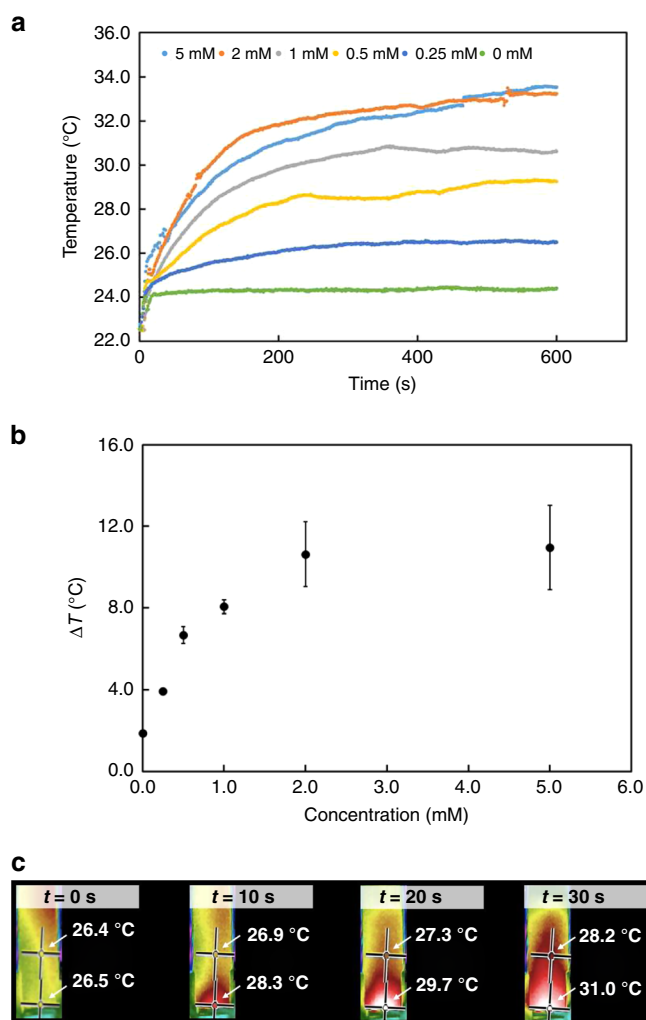 a
36.0
5 mM 2 mM 1 mM 0.5 mM 0.25 mM 0 mM
34.0
32.0
30.0
28.0
26.0
24.0
22.0
Temperature (°C)
0 200 400 600
Time (s)
b
16.0
12.0
8.0
4.0
0.0
ΔT (°C)
0.0 1.0 2.0 3.0 4.0 5.0 6.0
Concentration (mM)
c
t = 0 s t = 10 s t = 20 s t = 30 s
26.4 °C 26.9 °C 27.3 °C 28.2 °C
26.5 °C 28.3 °C 29.7 °C 31.0 °C